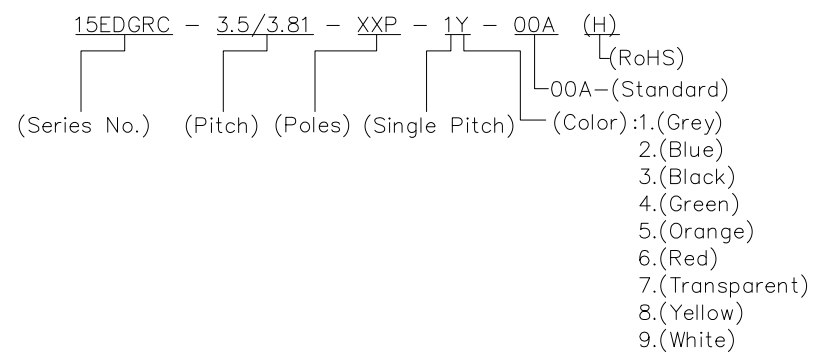 15EDGRC - 3.5/3.81 - XXP - 1Y - 00A (H)
(RoHS)
00A-(Standard)
(Series No.) (Pitch) (Poles) (Single Pitch) (Color):1.(Grey)
2.(Blue)
3.(Black)
4.(Green)
5.(Orange)
6.(Red)
7.(Transparent)
8.(Yellow)
9.(White)